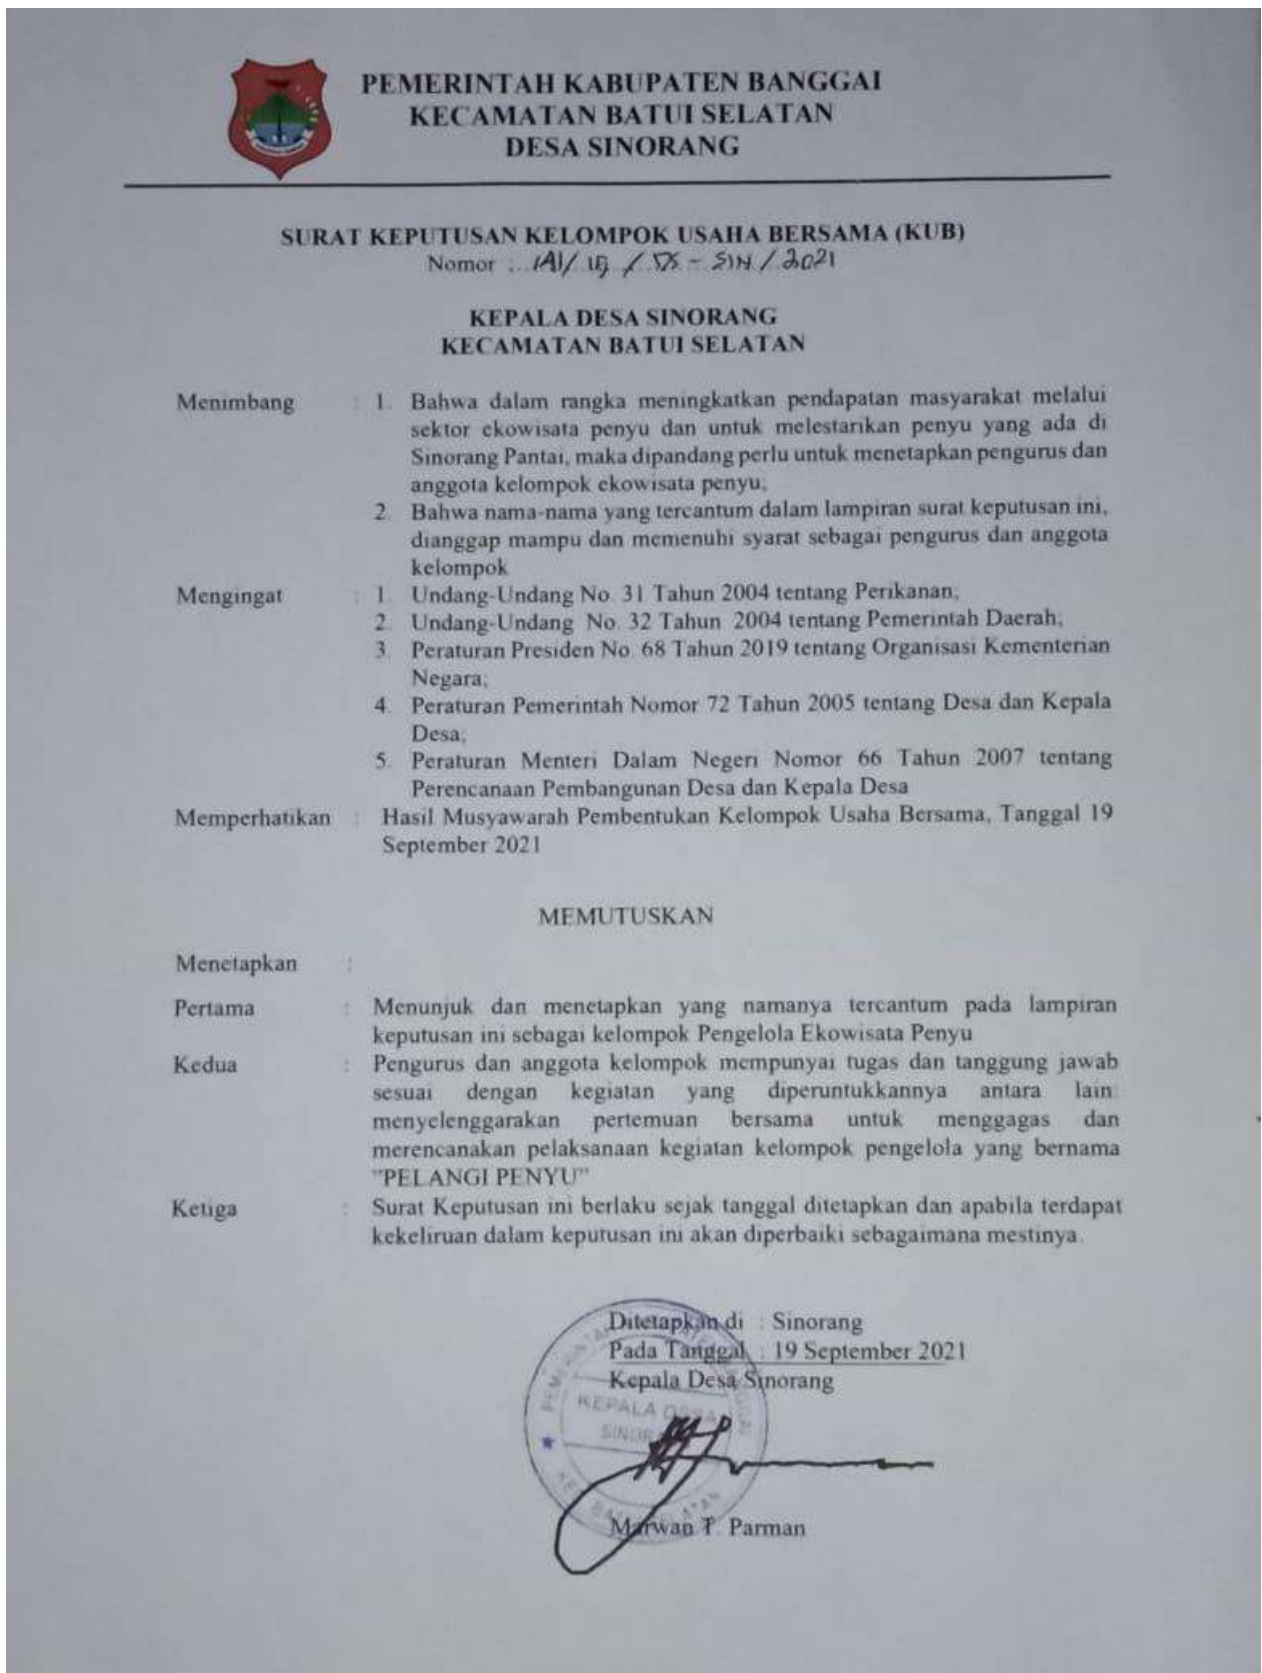 PEMERINTAH KABUPATEN BANGGAI
KECAMATAN BATUI SELATAN
DESA SINORANG
SURAT KEPUTUSAN KELOMPOK USAHA BERSAMA (KUB)
Nomor : / DS - SIN / 2021
KEPALA DESA SINORANG
KECAMATAN BATUI SELATAN
Menimbang : 1. Bahwa dalam rangka meningkatkan pendapatan masyarakat melalui
sektor ekowisata penyu dan untuk melestarikan penyu yang ada di
Sinorang Pantai, maka dipandang perlu untuk menetapkan pengurus dan
anggota kelompok ekowisata penyu;
2. Bahwa nama-nama yang tercantum dalam lampiran surat keputusan ini,
dianggap mampu dan memenuhi syarat sebagai pengurus dan anggota
kelompok
Mengingat : 1. Undang-Undang No. 31 Tahun 2004 tentang Perikanan;
2. Undang-Undang No. 32 Tahun 2004 tentang Pemerintah Daerah;
3. Peraturan Presiden No. 68 Tahun 2019 tentang Organisasi Kementerian
Negara;
4. Peraturan Pemerintah Nomor 72 Tahun 2005 tentang Desa dan Kepala
Desa;
5. Peraturan Menteri Dalam Negeri Nomor 66 Tahun 2007 tentang
Perencanaan Pembangunan Desa dan Kepala Desa
Memperhatikan : Hasil Musyawarah Pembentukan Kelompok Usaha Bersama, Tanggal 19
September 2021
MEMUTUSKAN
Menetapkan :
Pertama : Menunjuk dan menetapkan yang namanya tercantum pada lampiran
keputusan ini sebagai kelompok Pengelola Ekowisata Penyu
Kedua : Pengurus dan anggota kelompok mempunyai tugas dan tanggung jawab
sesuai dengan kegiatan yang diperuntukkannya antara lain:
menyelenggarakan pertemuan bersama untuk menggagas dan
merencanakan pelaksanaan kegiatan kelompok pengelola yang bernama
"PELANGI PENYU"
Ketiga : Surat Keputusan ini berlaku sejak tanggal ditetapkan dan apabila terdapat
kekeliruan dalam keputusan ini akan diperbaiki sebagaimana mestinya.
Ditetapkan di : Sinorang
Pada Tanggal : 19 September 2021
Kepala Desa Sinorang
KEPALA DESA
Marwan T. Parman